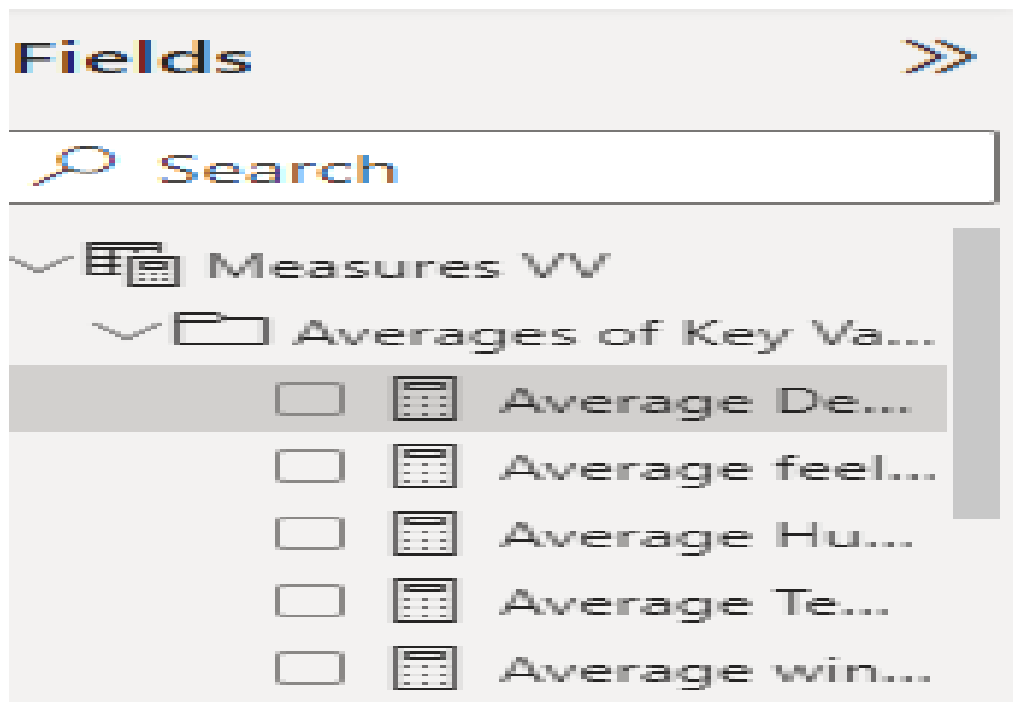 Fields
Search
Measures VV
Averages of Key Va...
Average De...
Average feel...
Average Hu...
Average Te...
Average win...